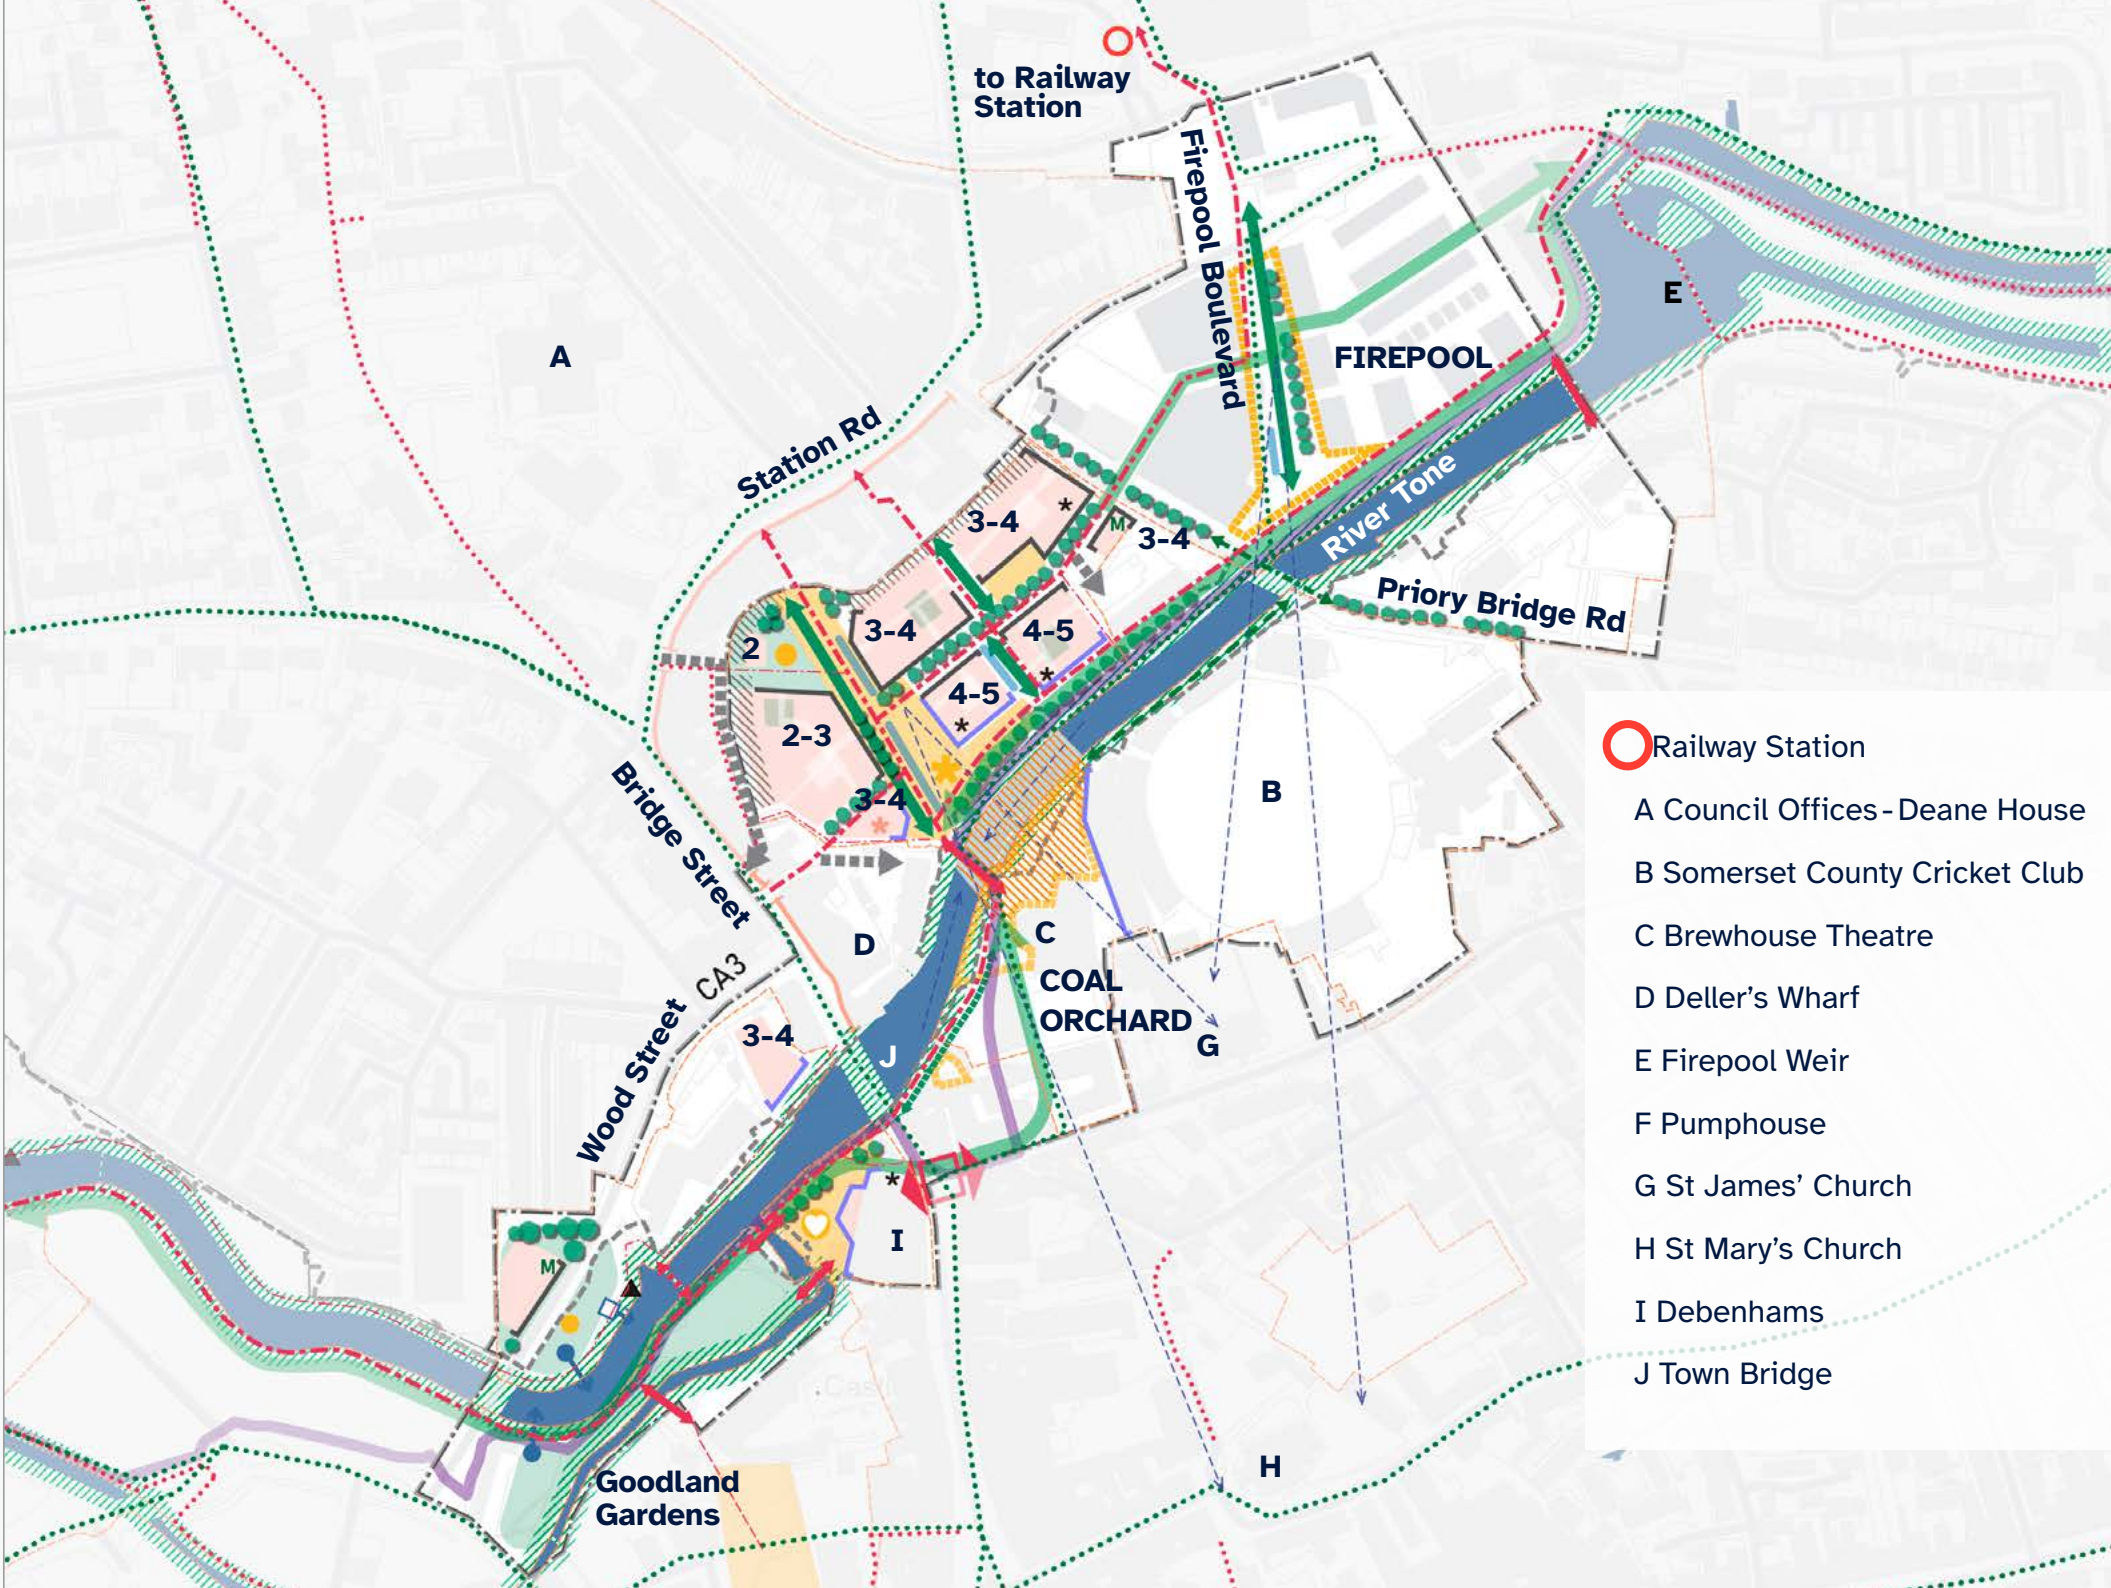 to Railway
Station
Firepool Boulevard
E
A
FIREPOOL
Station Rd
River Tone
3-4
*
M
3-4
Priory Bridge Rd
3-4
4-5
*
2
4-5
*
2-3
3-4
*
B
Bridge Street
D
C
CA3
COAL
ORCHARD
Wood Street
3-4
J
G
*
I
M
H
Goodland
Gardens
Railway Station
A Council Offices - Deane House
B Somerset County Cricket Club
C Brewhouse Theatre
D Deller’s Wharf
E Firepool Weir
F Pumphouse
G St James’ Church
H St Mary’s Church
I Debenhams
J Town Bridge